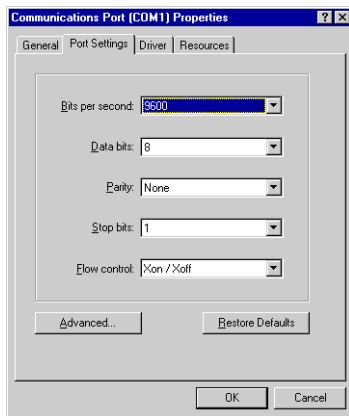 Communications Port (COM1) Properties
General Port Settings Driver Resources
Bits per second: 9600
Data bits: 8
Parity: None
Stop bits: 1
Flow control: Xon / Xoff
Advanced... Restore Defaults
OK Cancel